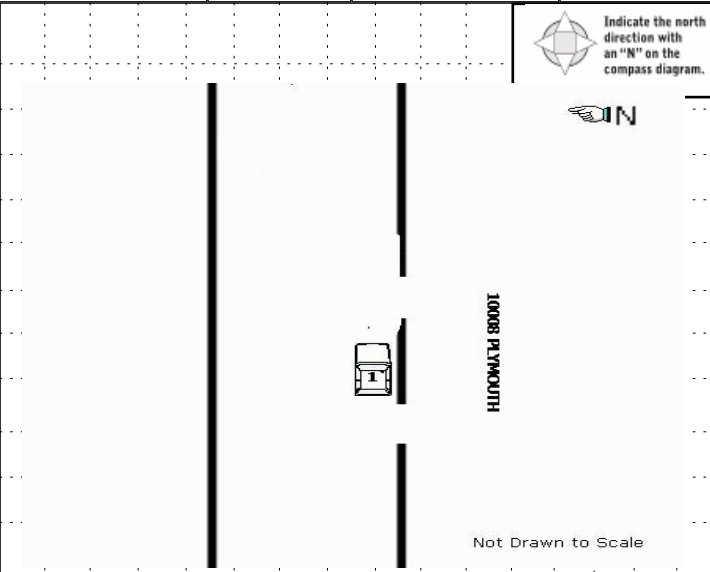 Indicate the north
direction with
an “N” on the
compass diagram.
N
10008 PLYMOUTH
1
Not Drawn to Scale